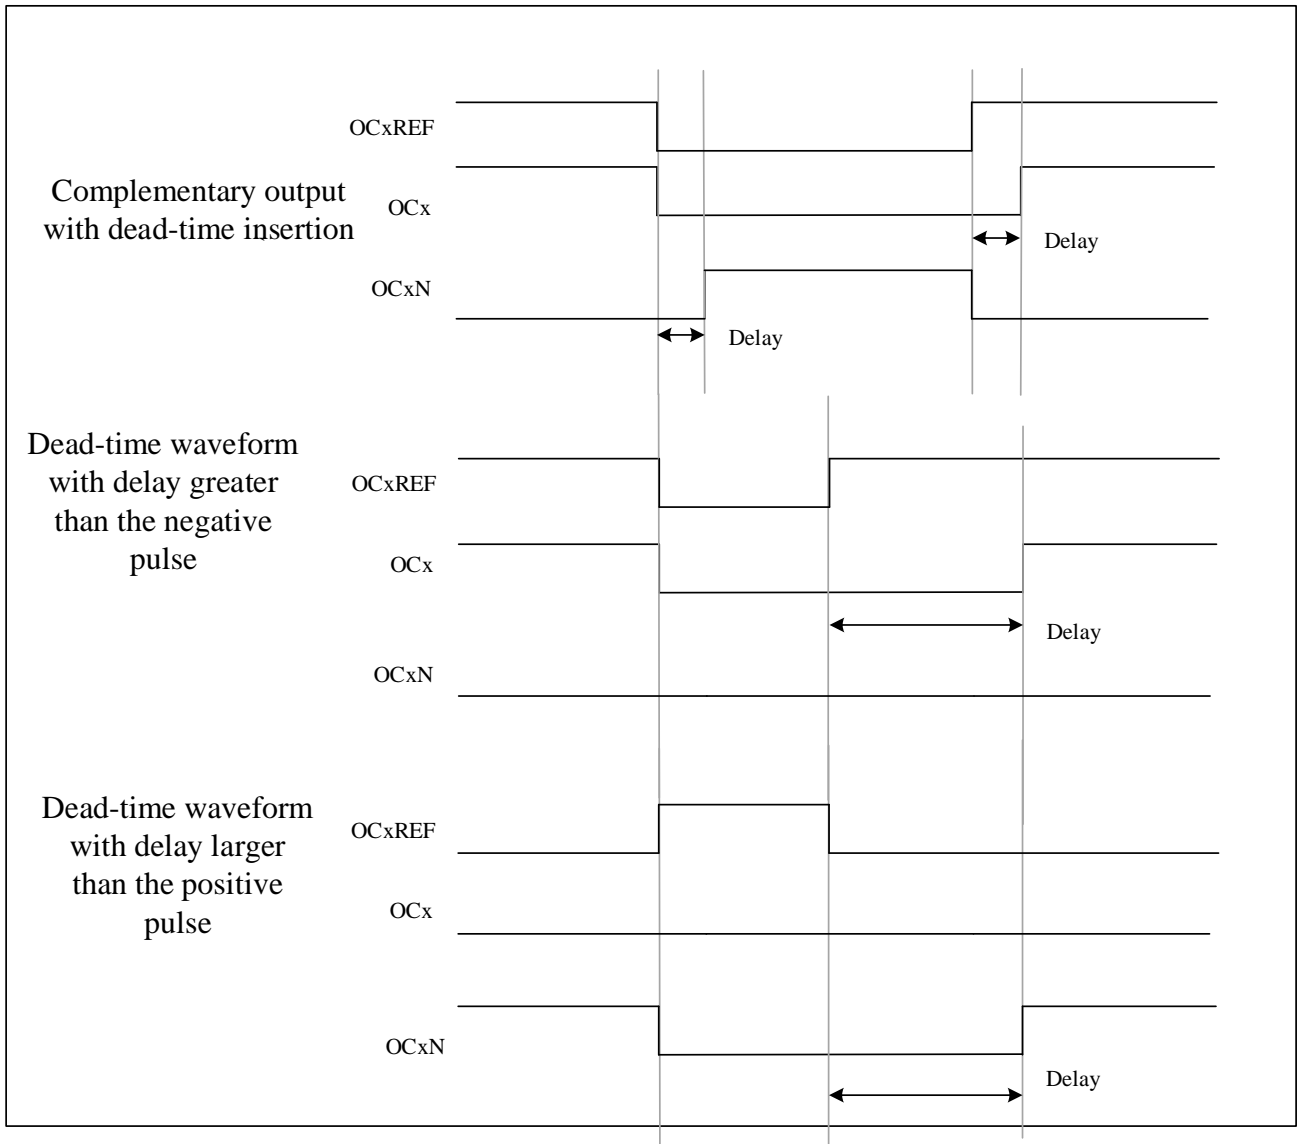 OCxREF
Complementary output
with dead-time insertion
OCx
Delay
OCxN
Delay
Dead-time waveform
with delay greater
than the negative
pulse
OCxREF
OCx
Delay
OCxN
Dead-time waveform
with delay larger
than the positive
pulse
OCxREF
OCx
OCxN
Delay